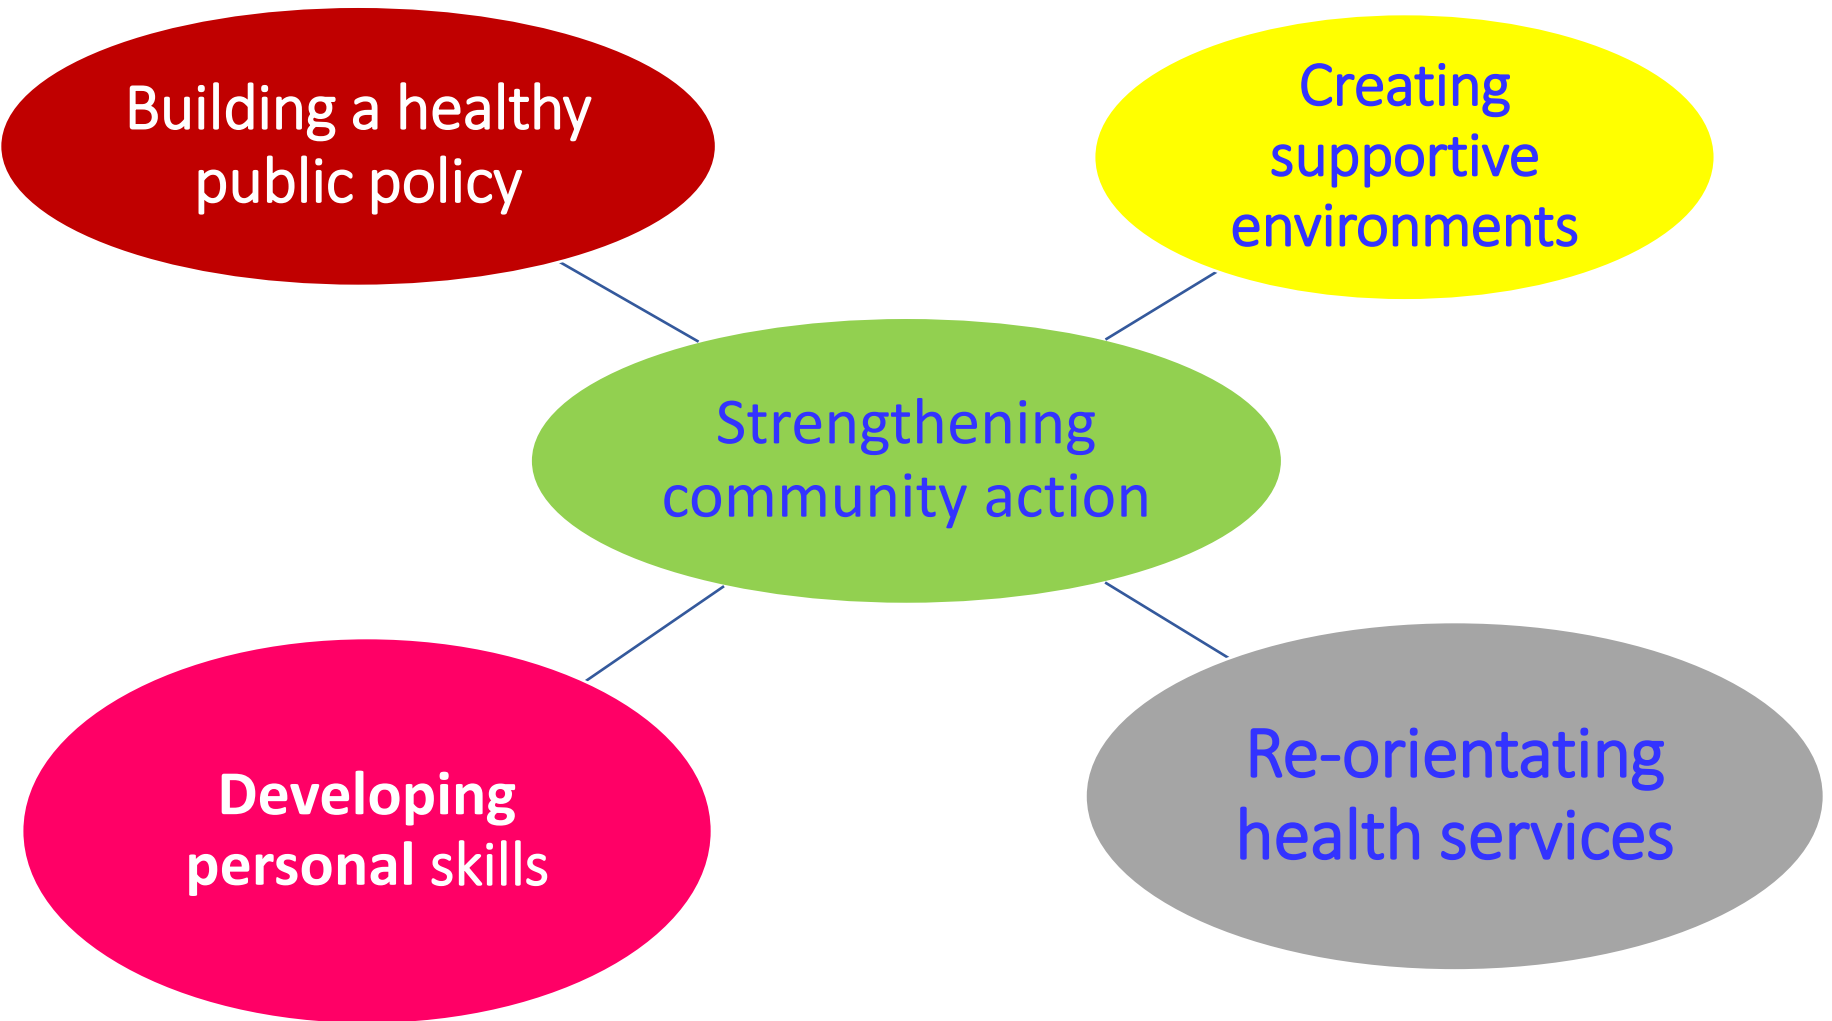 Building a healthy
public policy
Creating
supportive
environments
Strengthening
community action
Developing
personal skills
Re-orientating
health services